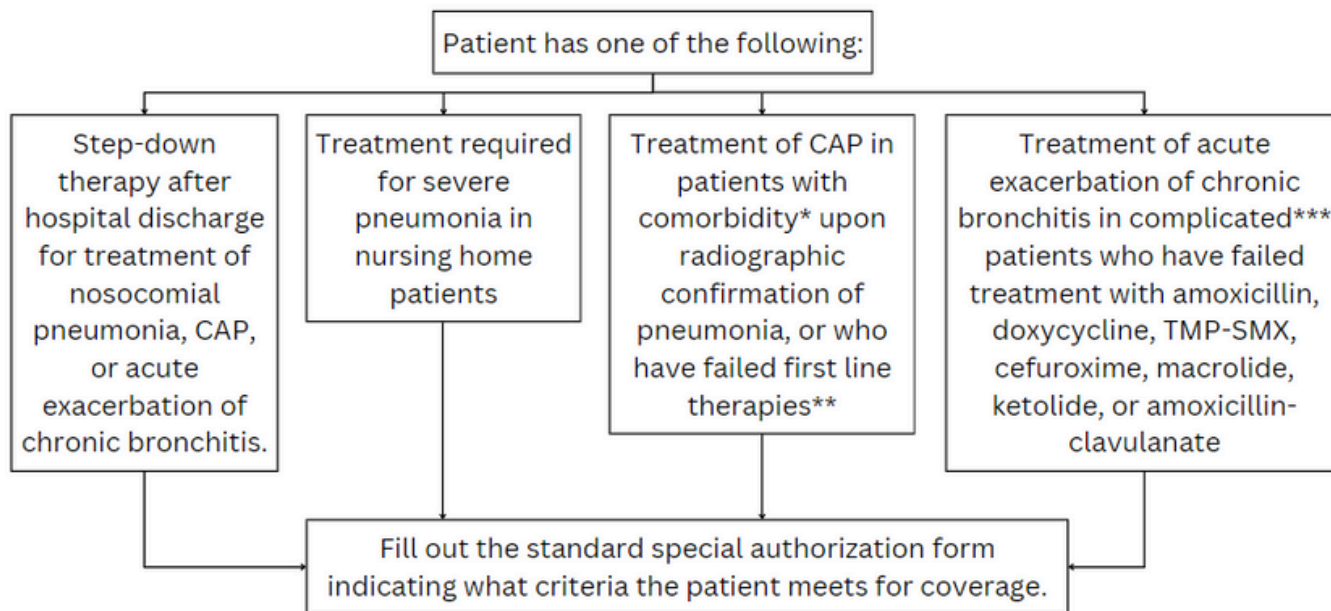 Patient has one of the following:
Step-down
therapy after
hospital discharge
for treatment of
nosocomial
pneumonia, CAP,
or acute
exacerbation of
chronic bronchitis.
Treatment required
for severe
pneumonia in
nursing home
patients
Treatment of CAP in
patients with
comorbidity* upon
radiographic
confirmation of
pneumonia, or who
have failed first line
therapies**
Treatment of acute
exacerbation of chronic
bronchitis in complicated***
patients who have failed
treatment with amoxicillin,
doxycycline, TMP-SMX,
cefuroxime, macrolide,
ketolide, or amoxicillin-
clavulanate
Fill out the standard special authorization form
indicating what criteria the patient meets for coverage.